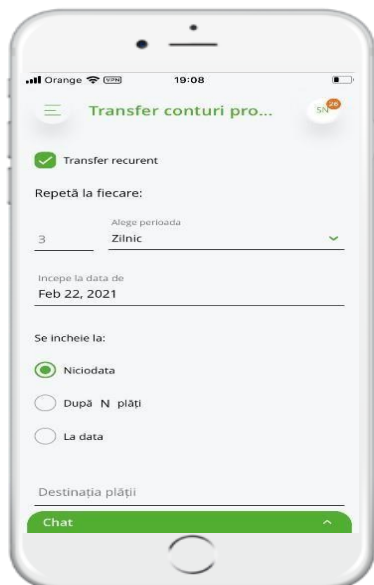 Orange VPN 19:08
Transfer conturi pro... SN 26
Transfer recurent
Repetă la fiecare:
Alege perioada
3 Zilnic
Incepe la data de
Feb 22, 2021
Se incheie la:
Niciodata
După N plăți
La data
Destinația plății
Chat